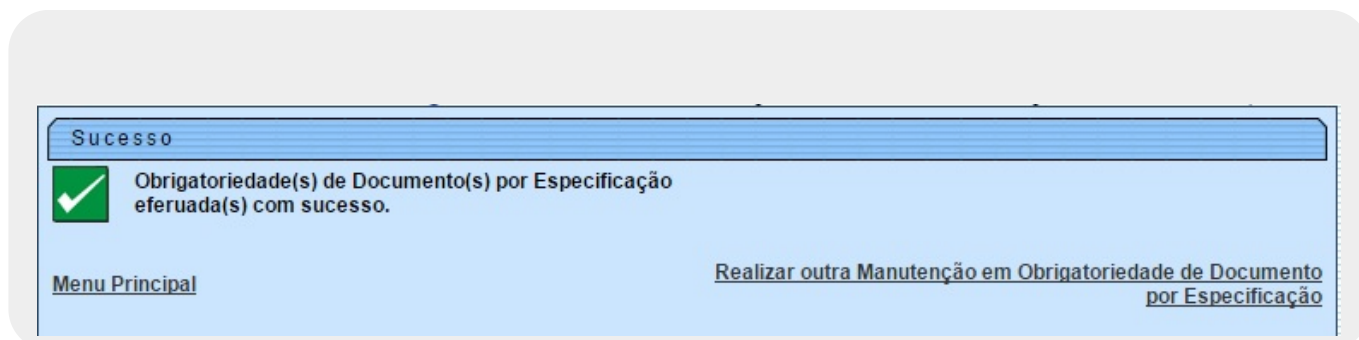 Sucesso
Obrigatoriedade(s) de Documento(s) por Especificação
eferuada(s) com sucesso.
Menu Principal
Realizar outra Manutenção em Obrigatoriedade de Documento
por Especificação